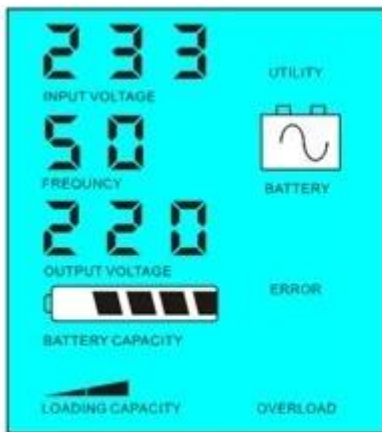 233
UTILITY
INPUT VOLTAGE
50
FREQUNCY
BATTERY
220
OUTPUT VOLTAGE
ERROR
BATTERY CAPACITY
LOADING CAPACITY
OVERLOAD